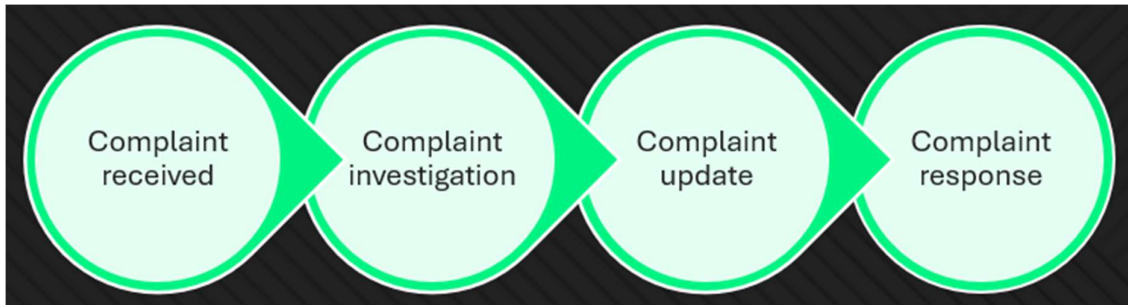 Complaint
received
Complaint
investigation
Complaint
update
Complaint
response